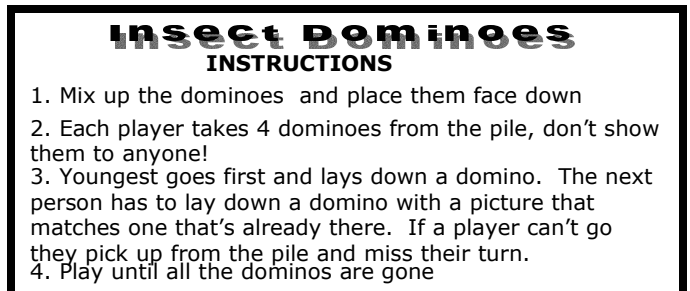 Insect Dominoes
INSTRUCTIONS
1. Mix up the dominoes  and place them face down
2. Each player takes 4 dominoes from the pile, don’t show
them to anyone!
3. Youngest goes first and lays down a domino.  The next
person has to lay down a domino with a picture that
matches one that’s already there.  If a player can’t go
they pick up from the pile and miss their turn.
4. Play until all the dominos are gone